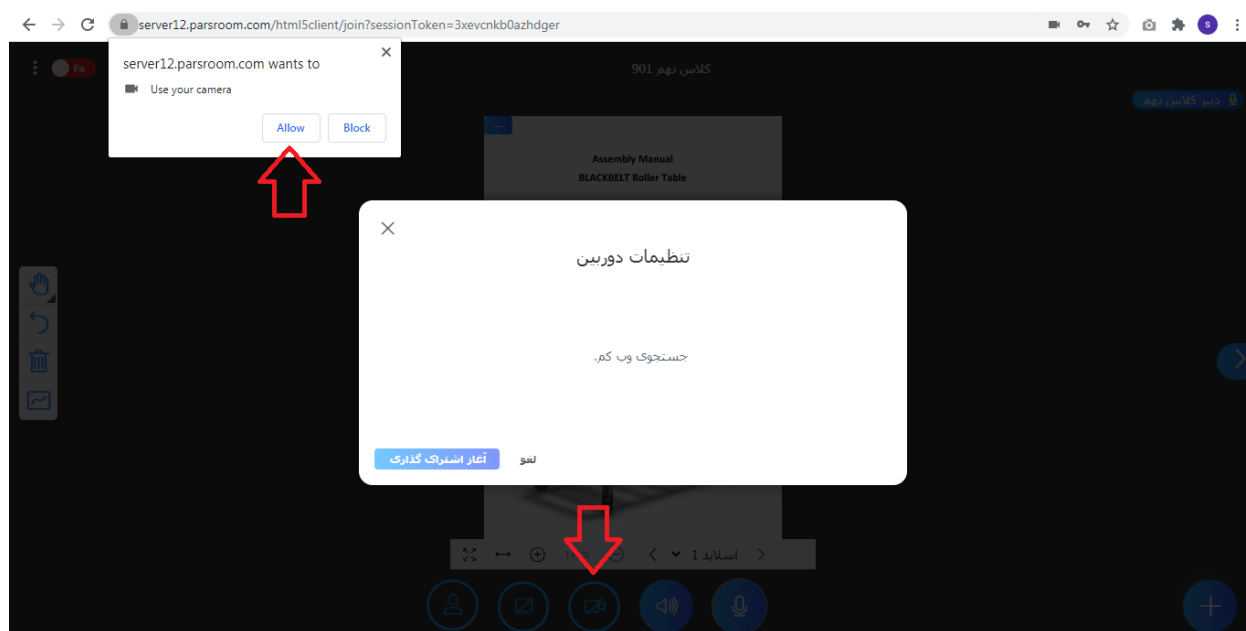 server12.parsroom.com/html5client/join?sessionToken=3xevcnkb0azhdger
S
server12.parsroom.com wants to
Use your camera
Allow
Block
Fa
کلاس نهم 901
دبیر کلاس نهم
Assembly Manual
BLACKBELT Roller Table
تنظیمات دوربین
جستجوی وب کم.
لغو
آغاز اشتراک گذاری
اسلاید 1